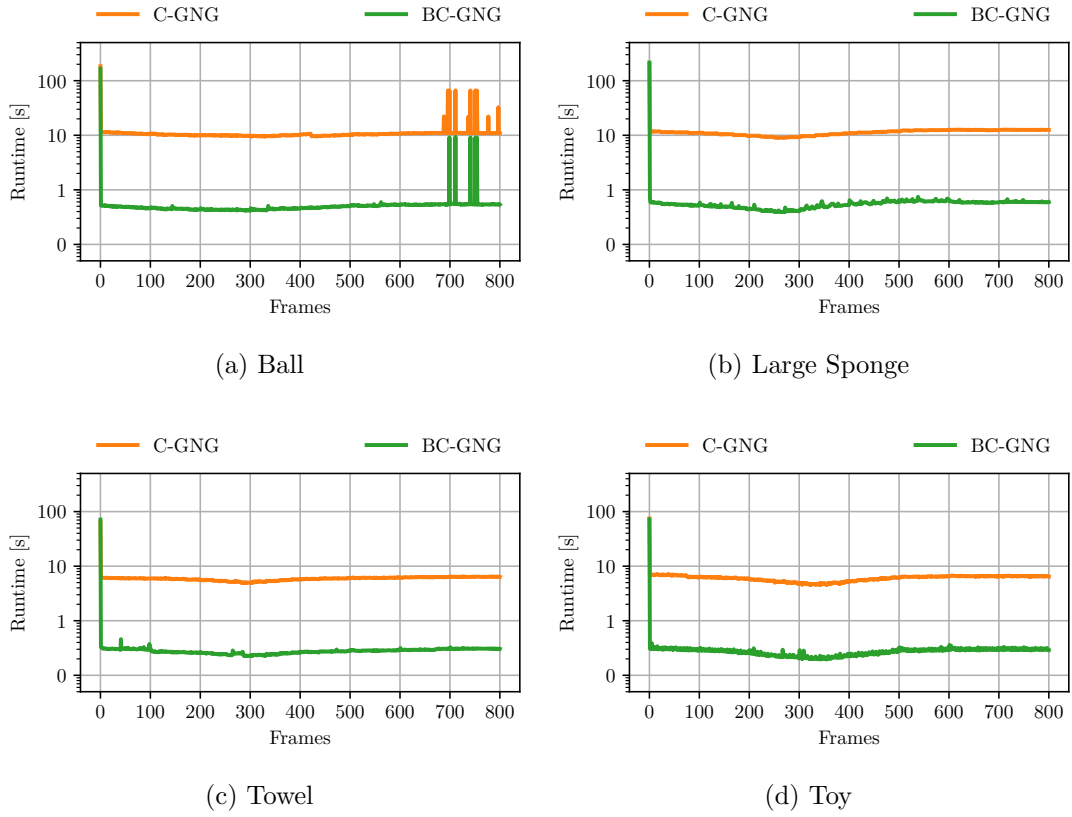 C-GNG BC-GNG C-GNG BC-GNG
100
10
1
0
Runtime [s]
0 100 200 300 400 500 600 700 800
Frames
100
10
1
0
Runtime [s]
0 100 200 300 400 500 600 700 800
Frames
(a) Ball
(b) Large Sponge
C-GNG BC-GNG C-GNG BC-GNG
100
10
1
0
Runtime [s]
0 100 200 300 400 500 600 700 800
Frames
100
10
1
0
Runtime [s]
0 100 200 300 400 500 600 700 800
Frames
(c) Towel
(d) Toy